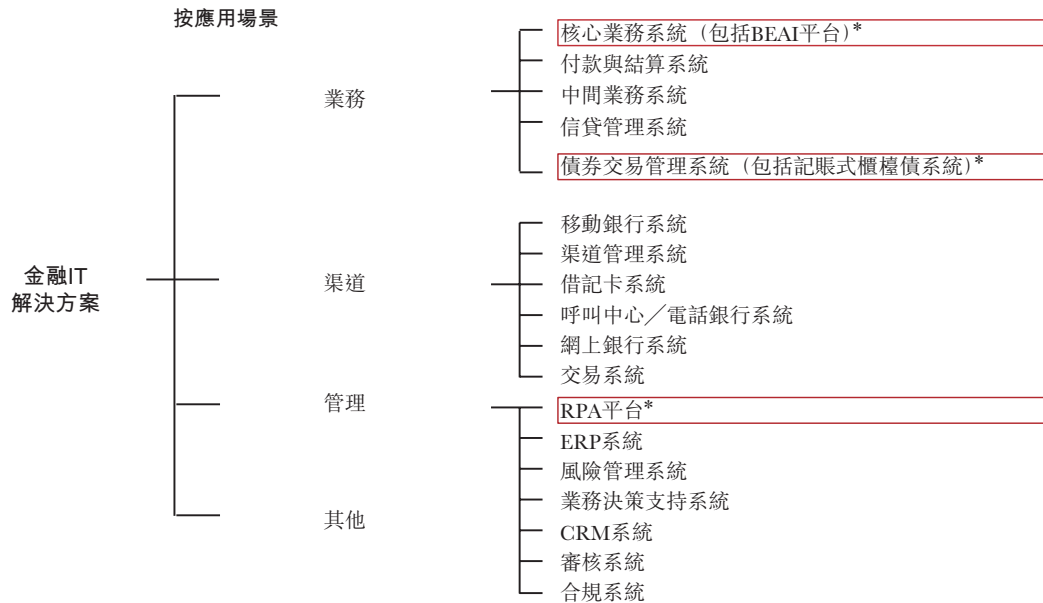 按應用場景
金融IT
解決方案
業務
核心業務系統（包括BEAI平台）*
付款與結算系統
中間業務系統
信貸管理系統
債券交易管理系統（包括記賬式櫃檯債系統）*
渠道
移動銀行系統
渠道管理系統
借記卡系統
呼叫中心／電話銀行系統
網上銀行系統
交易系統
管理
RPA平台*
ERP系統
風險管理系統
業務決策支持系統
CRM系統
審核系統
合規系統
其他